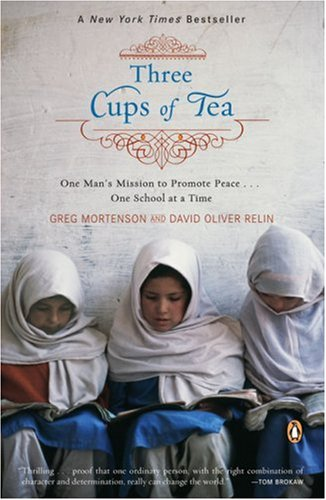 A New York Times Bestseller
Three
Cups of Tea
One Man's Mission to Promote Peace . . .
One School at a Time
GREG MORTENSON AND DAVID OLIVER RELIN
"Thrilling . . . proof that one ordinary person, with the right combination of
character and determination, really can change the world." —TOM BROKAW